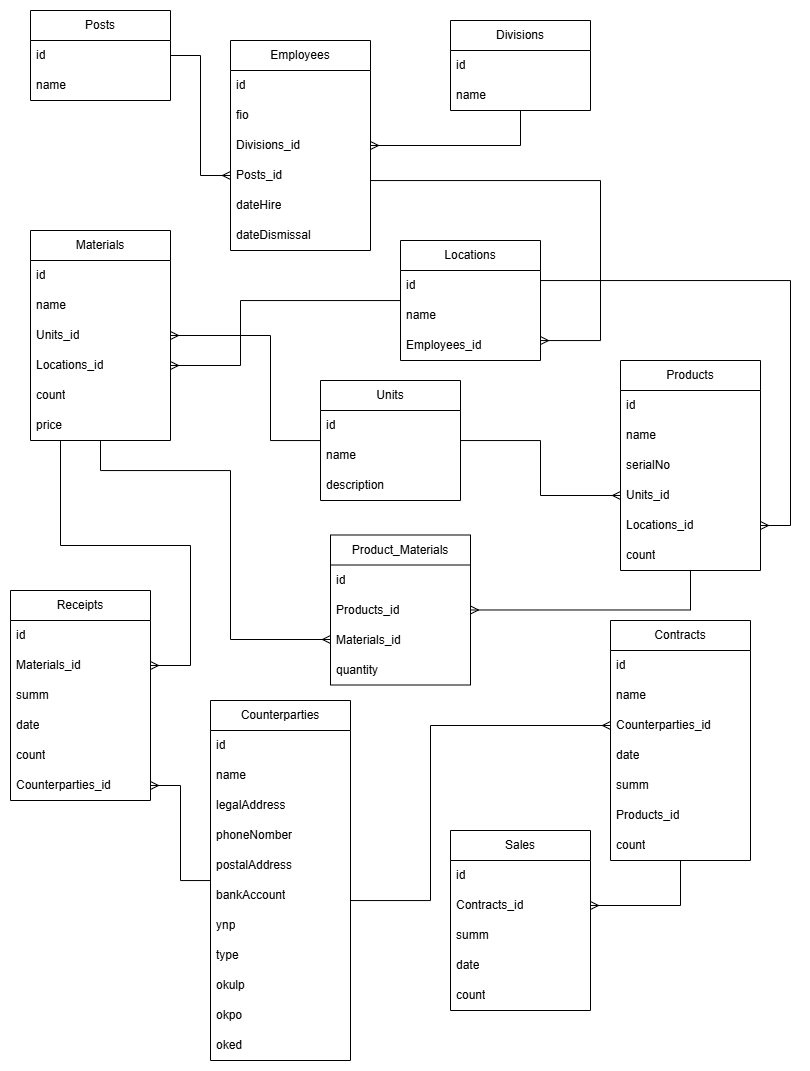 Posts
id
name
Employees
id
fio
Divisions_id
Posts_id
dateHire
dateDismissal
Divisions
id
name
Materials
id
name
Units_id
Locations_id
count
price
Locations
id
name
Employees_id
Units
id
name
description
Products
id
name
serialNo
Units_id
Locations_id
count
Product_Materials
id
Products_id
Materials_id
quantity
Receipts
id
Materials_id
summ
date
count
Counterparties_id
Counterparties
id
name
legalAddress
phoneNomber
postalAddress
bankAccount
ynp
type
okulp
okpo
oked
Contracts
id
name
Counterparties_id
date
summ
Products_id
count
Sales
id
Contracts_id
summ
date
count